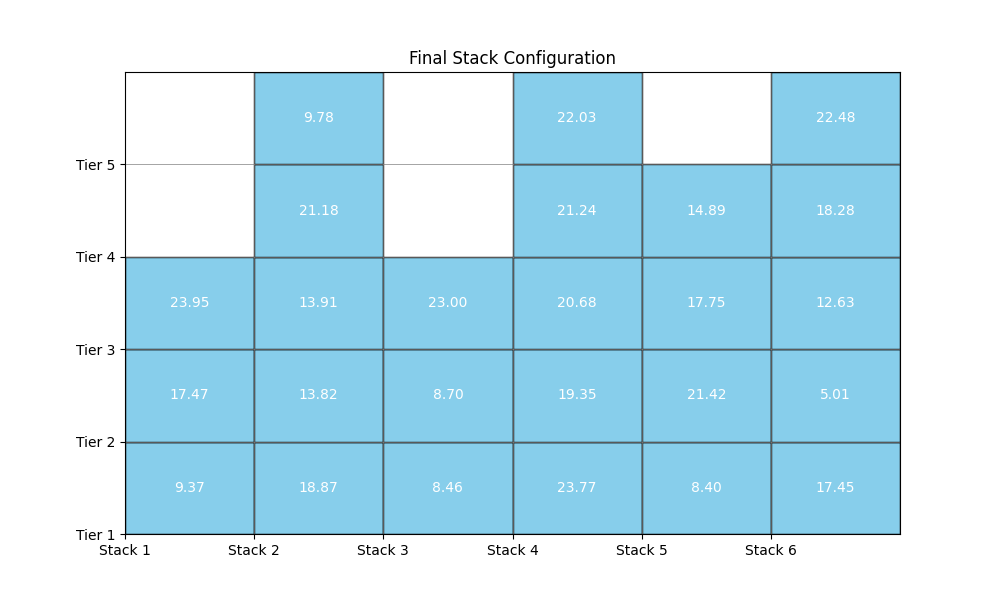 Final Stack Configuration
9.78 22.03 22.48
Tier 5
21.18 21.24 14.89 18.28
Tier 4
23.95 13.91 23.00 20.68 17.75 12.63
Tier 3
17.47 13.82 8.70 19.35 21.42 5.01
Tier 2
9.37 18.87 8.46 23.77 8.40 17.45
Tier 1
Stack 1 Stack 2 Stack 3 Stack 4 Stack 5 Stack 6